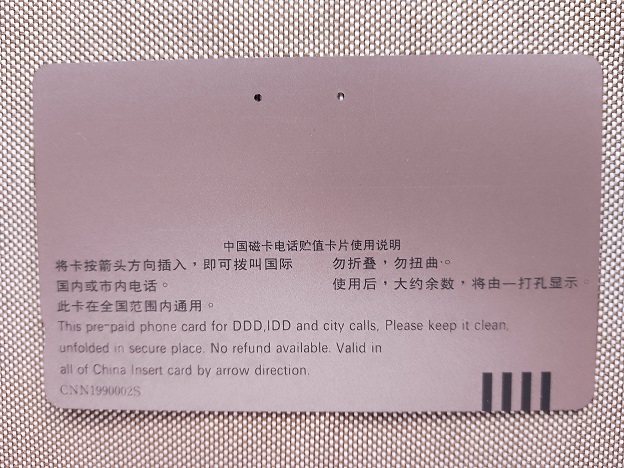 中国磁卡电话贮值卡片使用说明
将卡按箭头方向插入，即可拨叫国际
国内或市内电话。
此卡在全国范围内通用。
勿折叠，勿扭曲。
使用后，大约余数，将由一打孔显示。
This pre-paid phone card for DDD,IDD and city calls, Please keep it clean,
unfolded in secure place. No refund available. Valid in
all of China Insert card by arrow direction.
CNN1990002S